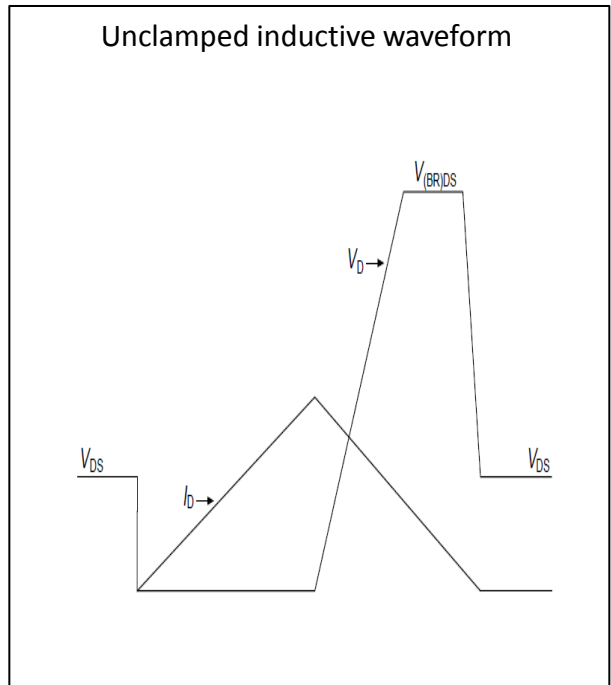 Unclamped inductive waveform
V(BR)DS
VD
VDS
VDS
ID